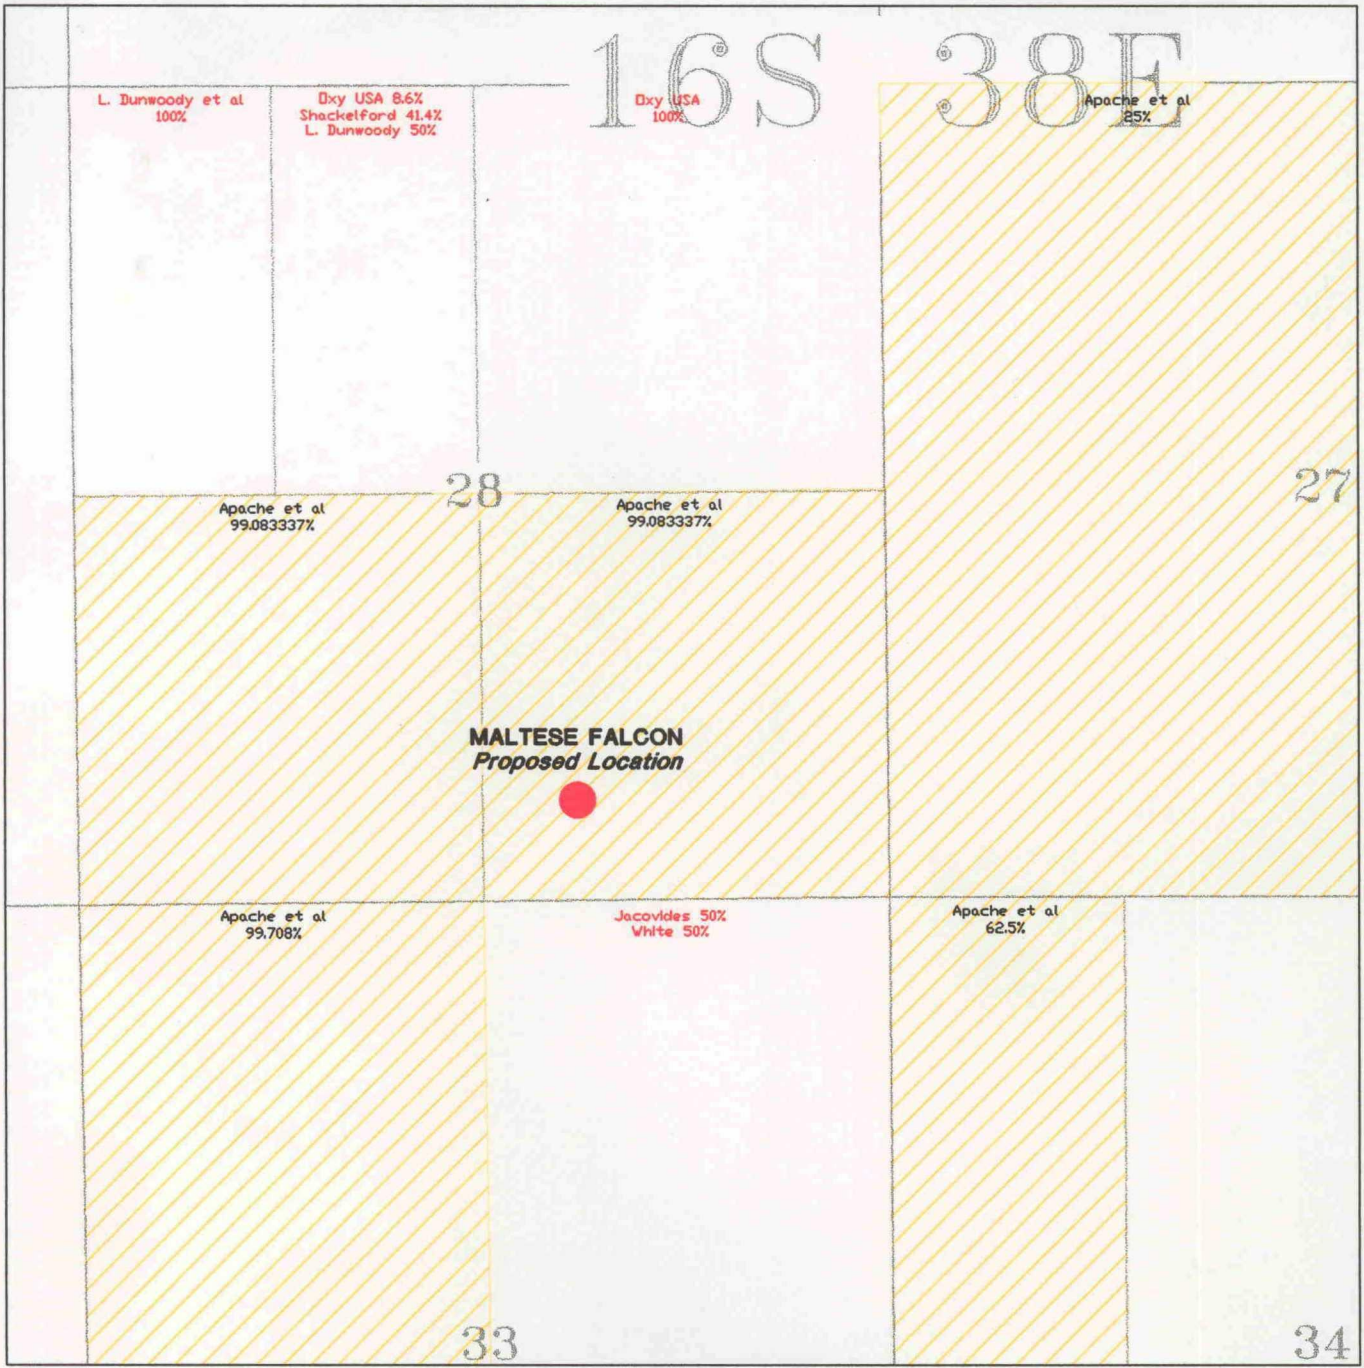 16S 38E
L. Dunwoody et al
100%
Oxy USA 8.6%
Shackelford 41.4%
L. Dunwoody 50%
Oxy USA
100%
Apache et al
25%
28
27
Apache et al
99.083337%
Apache et al
99.083337%
MALTESE FALCON
Proposed Location
Apache et al
99.708%
Jacovides 50%
White 50%
Apache et al
62.5%
33
34